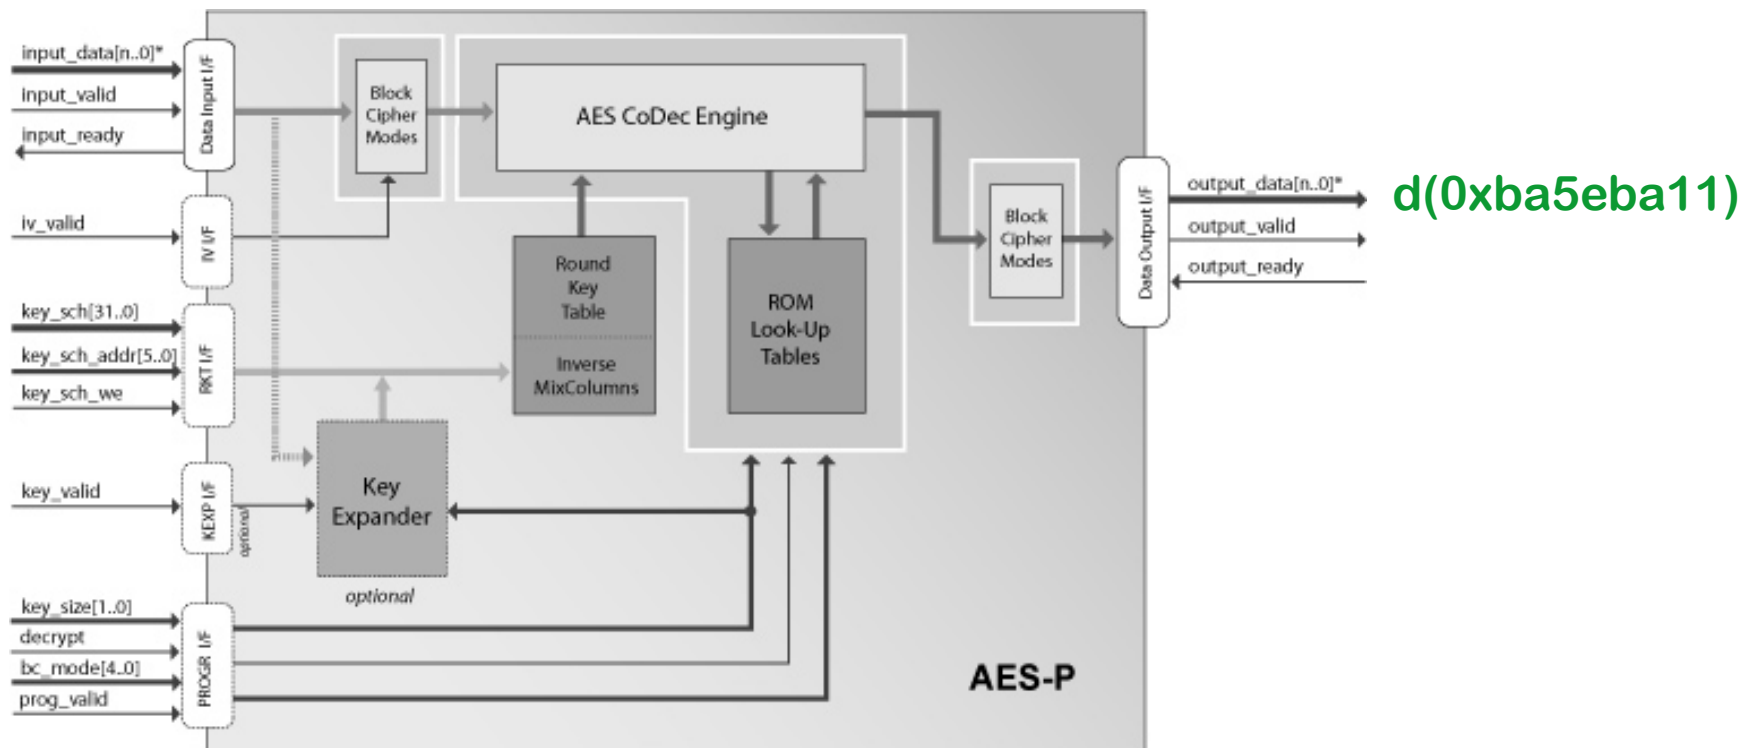 input_data[n..0]*
input_valid
input_ready
Data Input I/F
iv_valid
IV I/F
key_sch[31..0]
key_sch_addr[5..0]
key_sch_we
RKT I/F
key_valid
KEXP I/F
optional
key_size[1..0]
decrypt
bc_mode[4..0]
prog_valid
PROGR I/F
Block
Cipher
Modes
AES CoDec Engine
Round
Key
Table
Inverse
MixColumns
ROM
Look-Up
Tables
Key
Expander
optional
Block
Cipher
Modes
Data Output I/F
output_data[n..0]*
output_valid
output_ready
d(0xba5eba11)
AES-P